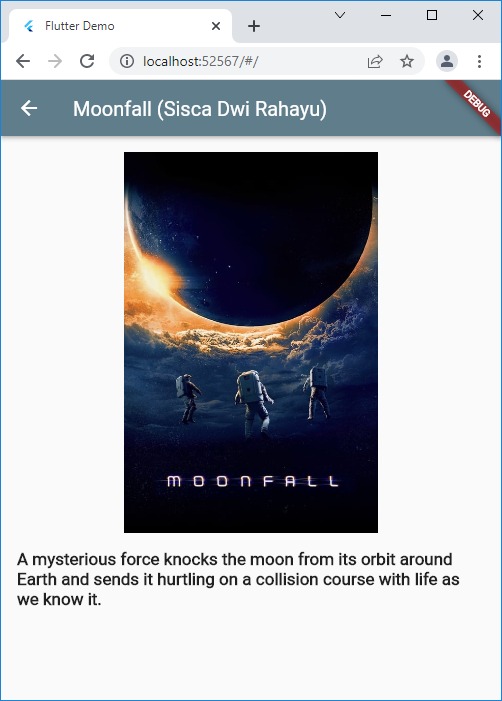 Flutter Demo
localhost:52567/#/
Moonfall (Sisca Dwi Rahayu)
DEBUG
MOONFALL
A mysterious force knocks the moon from its orbit around
Earth and sends it hurtling on a collision course with life as
we know it.